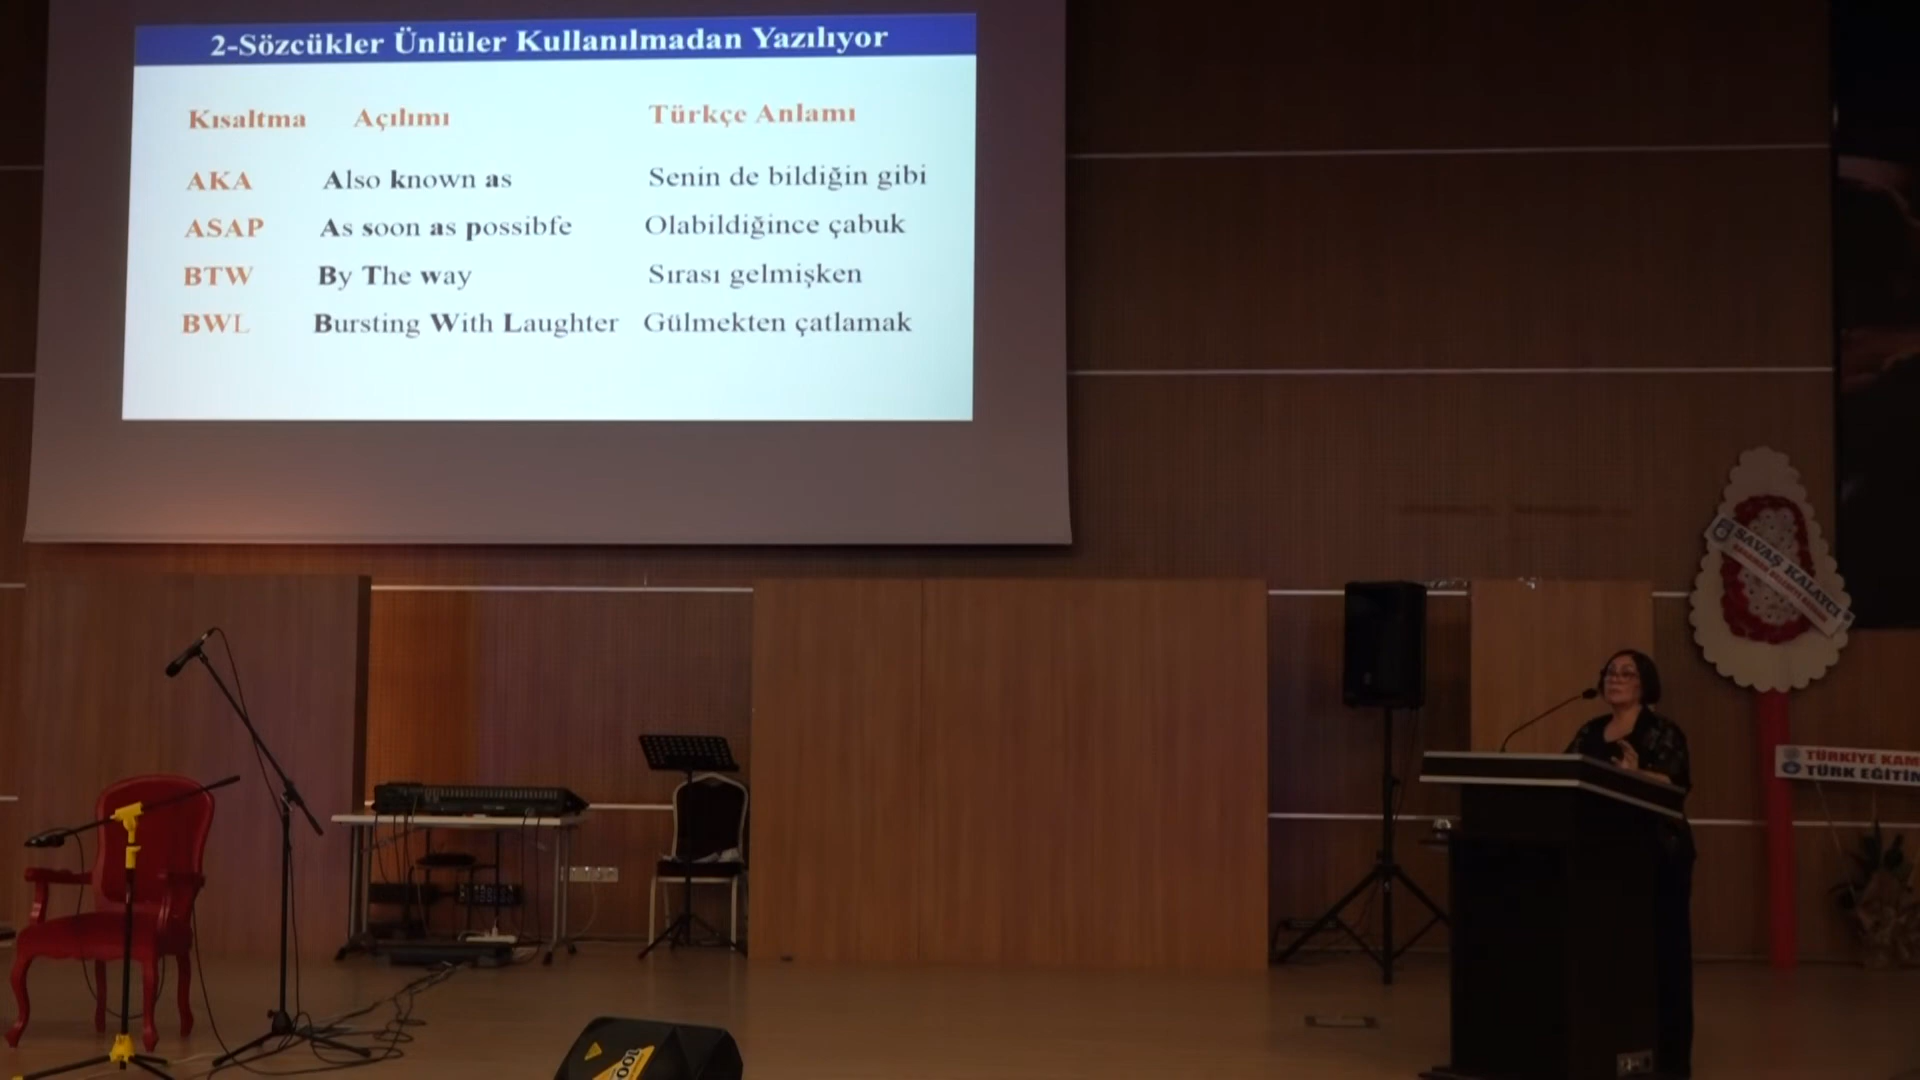 2-Sözcükler Ünlüler Kullanılmadan Yazılıyor
Kısaltma Açılımı Türkçe Anlamı
AKA Also known as Senin de bildiğin gibi
ASAP As soon as possibfe Olabildiğince çabuk
BTW By The way Sırası gelmişken
BWL Bursting With Laughter Gülmekten çatlamak
SAVAŞ KALAYCI
TÜRKİYE KAM
TÜRK EĞİTİM